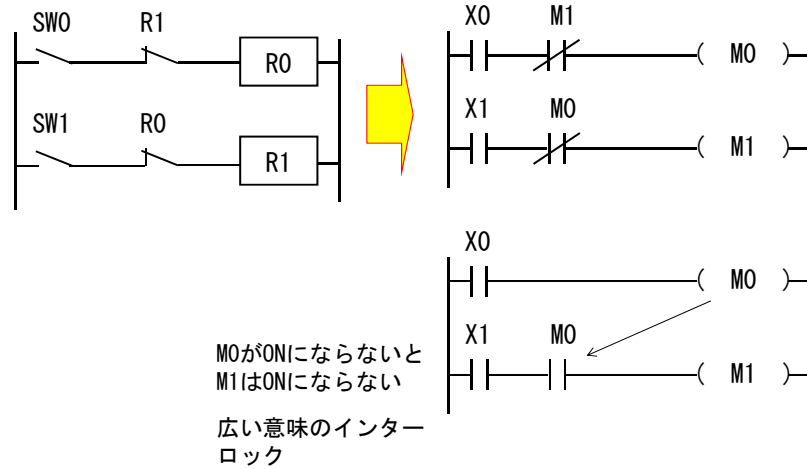 SW0 R1
R0
SW1 R0
R1
X0 M1
( M0 )
X1 M0
( M1 )
X0
( M0 )
X1 M0
( M1 )
M0がONにならないと
M1はONにならない
広い意味のインター
ロック